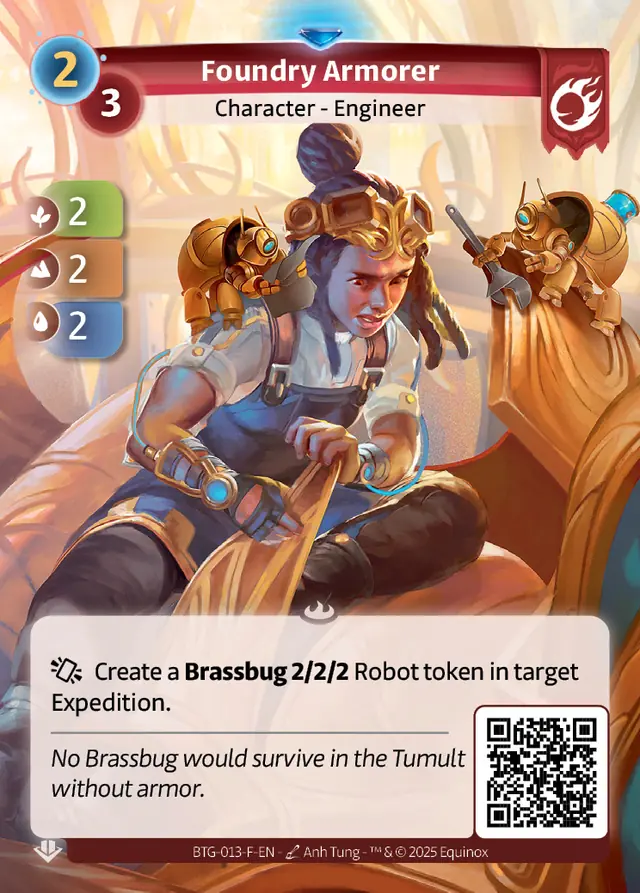 2
Foundry Armorer
3
Character - Engineer
2
2
2
Create a Brassbug 2/2/2 Robot token in target
Expedition.
No Brassbug would survive in the Tumult
without armor.
BTG-013-F-EN - Anh Tung - ™ & © 2025 Equinox